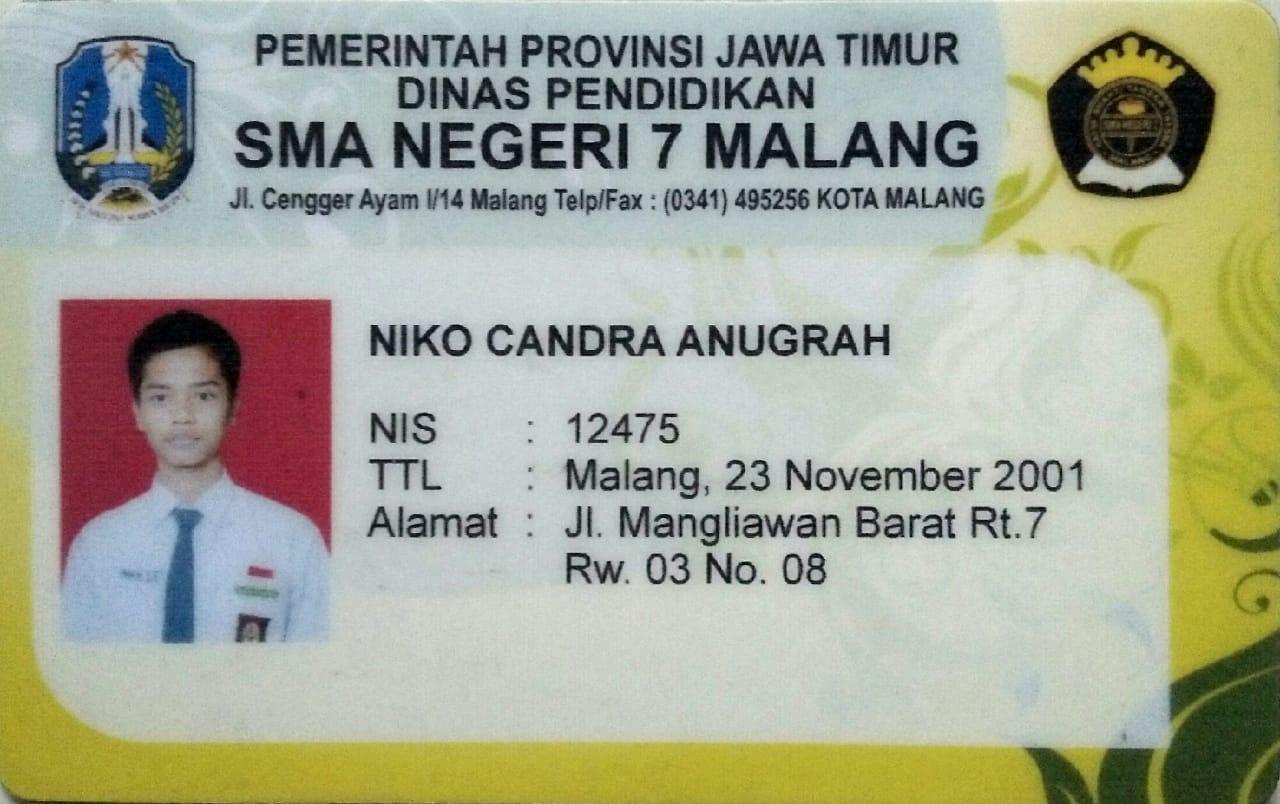 PEMERINTAH PROVINSI JAWA TIMUR
DINAS PENDIDIKAN
SMA NEGERI 7 MALANG
Jl. Cengger Ayam I/14 Malang Telp/Fax : (0341) 495256 KOTA MALANG
NIKO CANDRA ANUGRAH
NIS : 12475
TTL : Malang, 23 November 2001
Alamat : Jl. Mangliawan Barat Rt.7
Rw. 03 No. 08